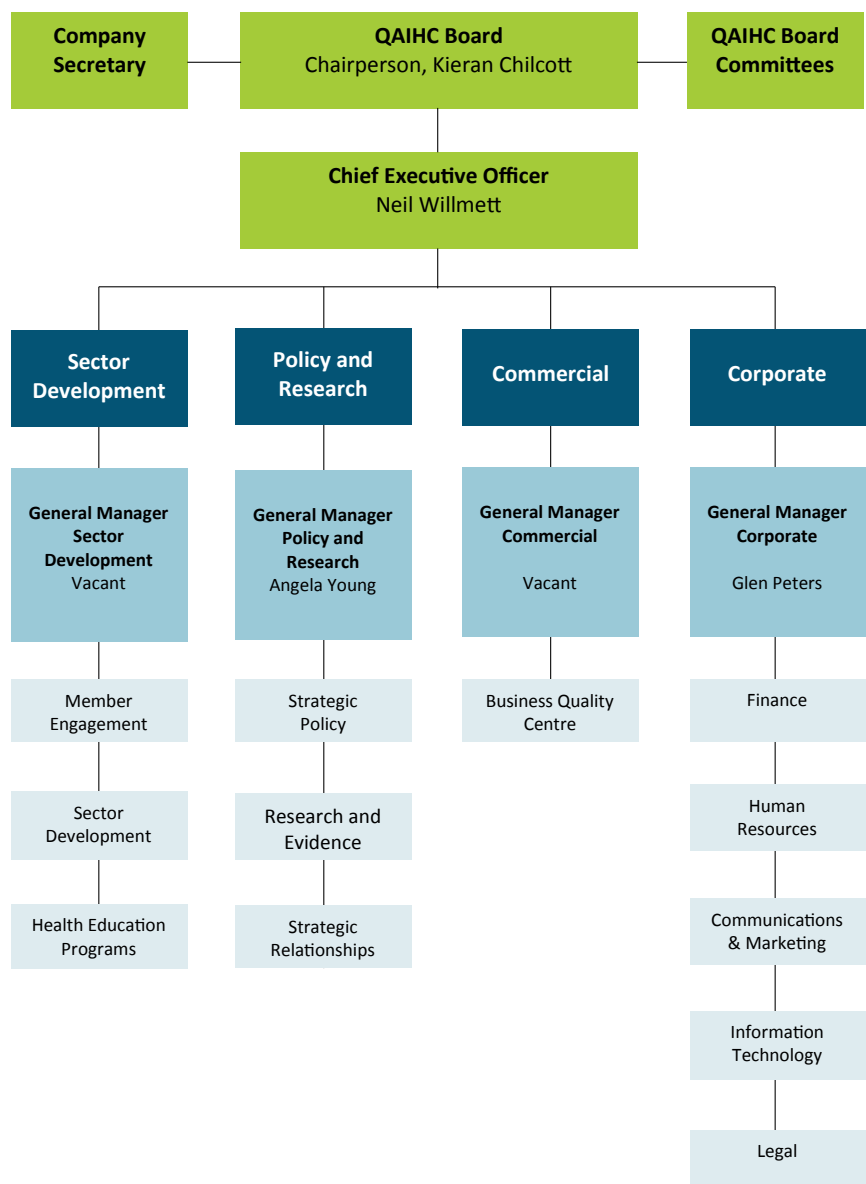 Company
Secretary
QAIHC Board
Chairperson, Kieran Chilcott
QAIHC Board
Committees
Chief Executive Officer
Neil Willmett
Sector
Development
Policy and
Research
Commercial
Corporate
General Manager
Sector
Development
Vacant
General Manager
Policy and
Research
Angela Young
General Manager
Commercial
Vacant
General Manager
Corporate
Glen Peters
Member
Engagement
Strategic
Policy
Business Quality
Centre
Finance
Sector
Development
Research and
Evidence
Human
Resources
Health Education
Programs
Strategic
Relationships
Communications
& Marketing
Information
Technology
Legal